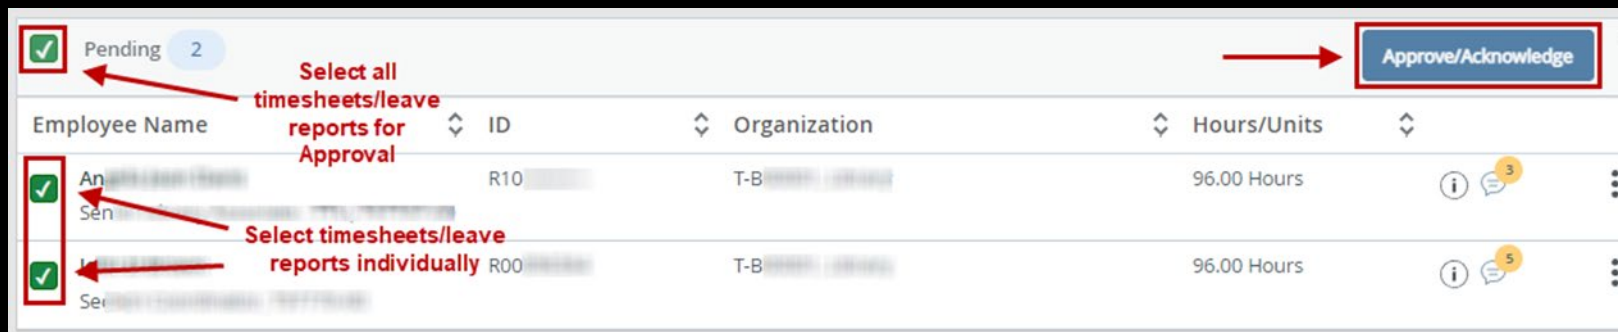 Pending 2
Approve/Acknowledge
Select all
timesheets/leave
reports for
Approval
Employee Name ID Organization Hours/Units
An R10 T-B 96.00 Hours 3
Sen
Select timesheets/leave
reports individually
R00 T-B 96.00 Hours 5
Se